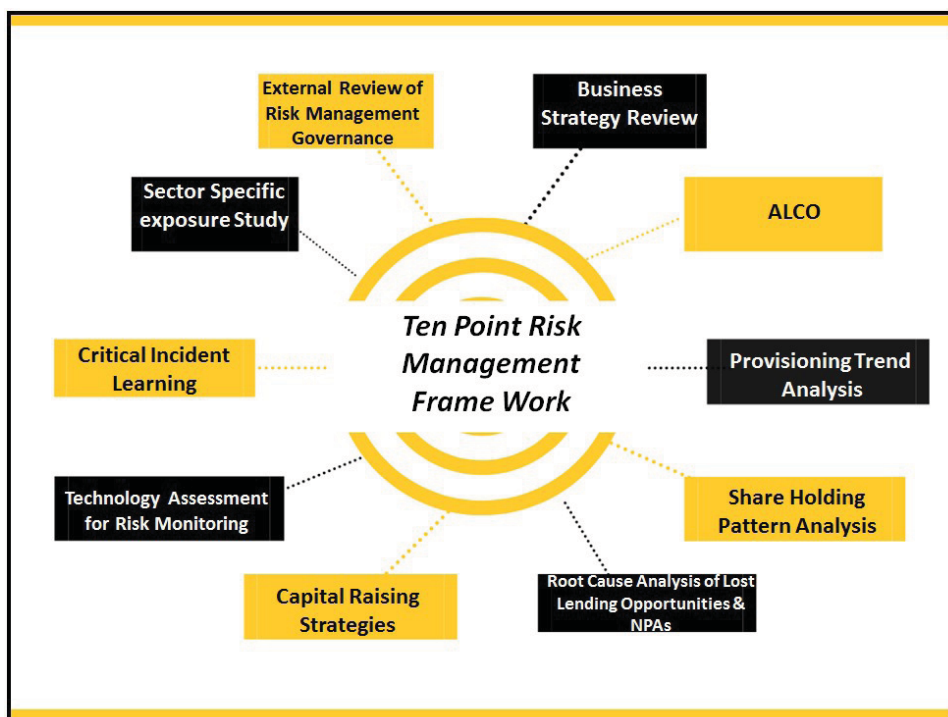 External Review of
Risk Management
Governance
Business
Strategy Review
Sector Specific
exposure Study
ALCO
Ten Point Risk
Management
Frame Work
Critical Incident
Learning
Provisioning Trend
Analysis
Technology Assessment
for Risk Monitoring
Share Holding
Pattern Analysis
Capital Raising
Strategies
Root Cause Analysis of Lost
Lending Opportunities &
NPAs